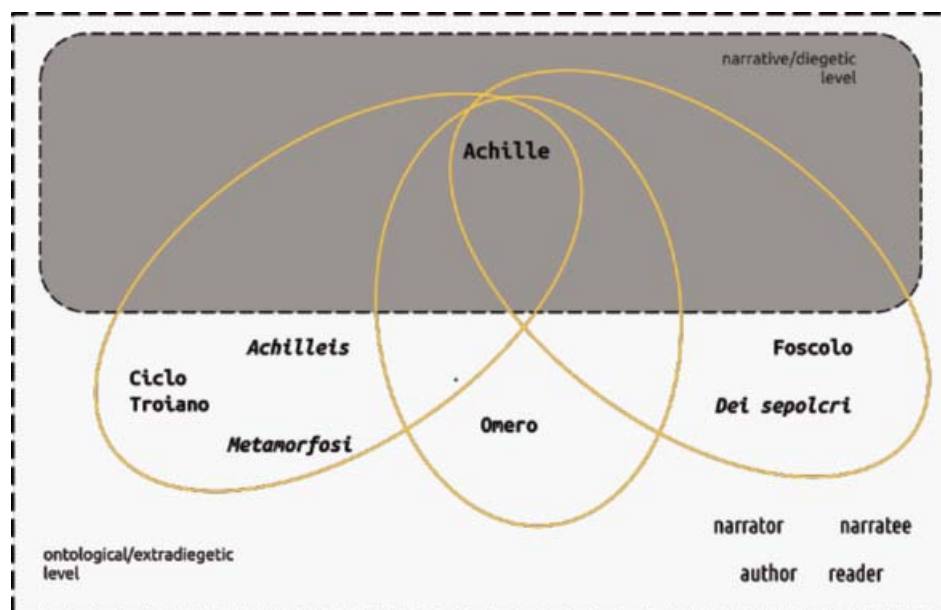 narrative/diegetic
level
Achille
Achilleis
Foscolo
Ciclo
Troiano
Dei sepolcri
Omero
Metamorfosi
narrator narratee
ontological/extradiegetic
level
author reader